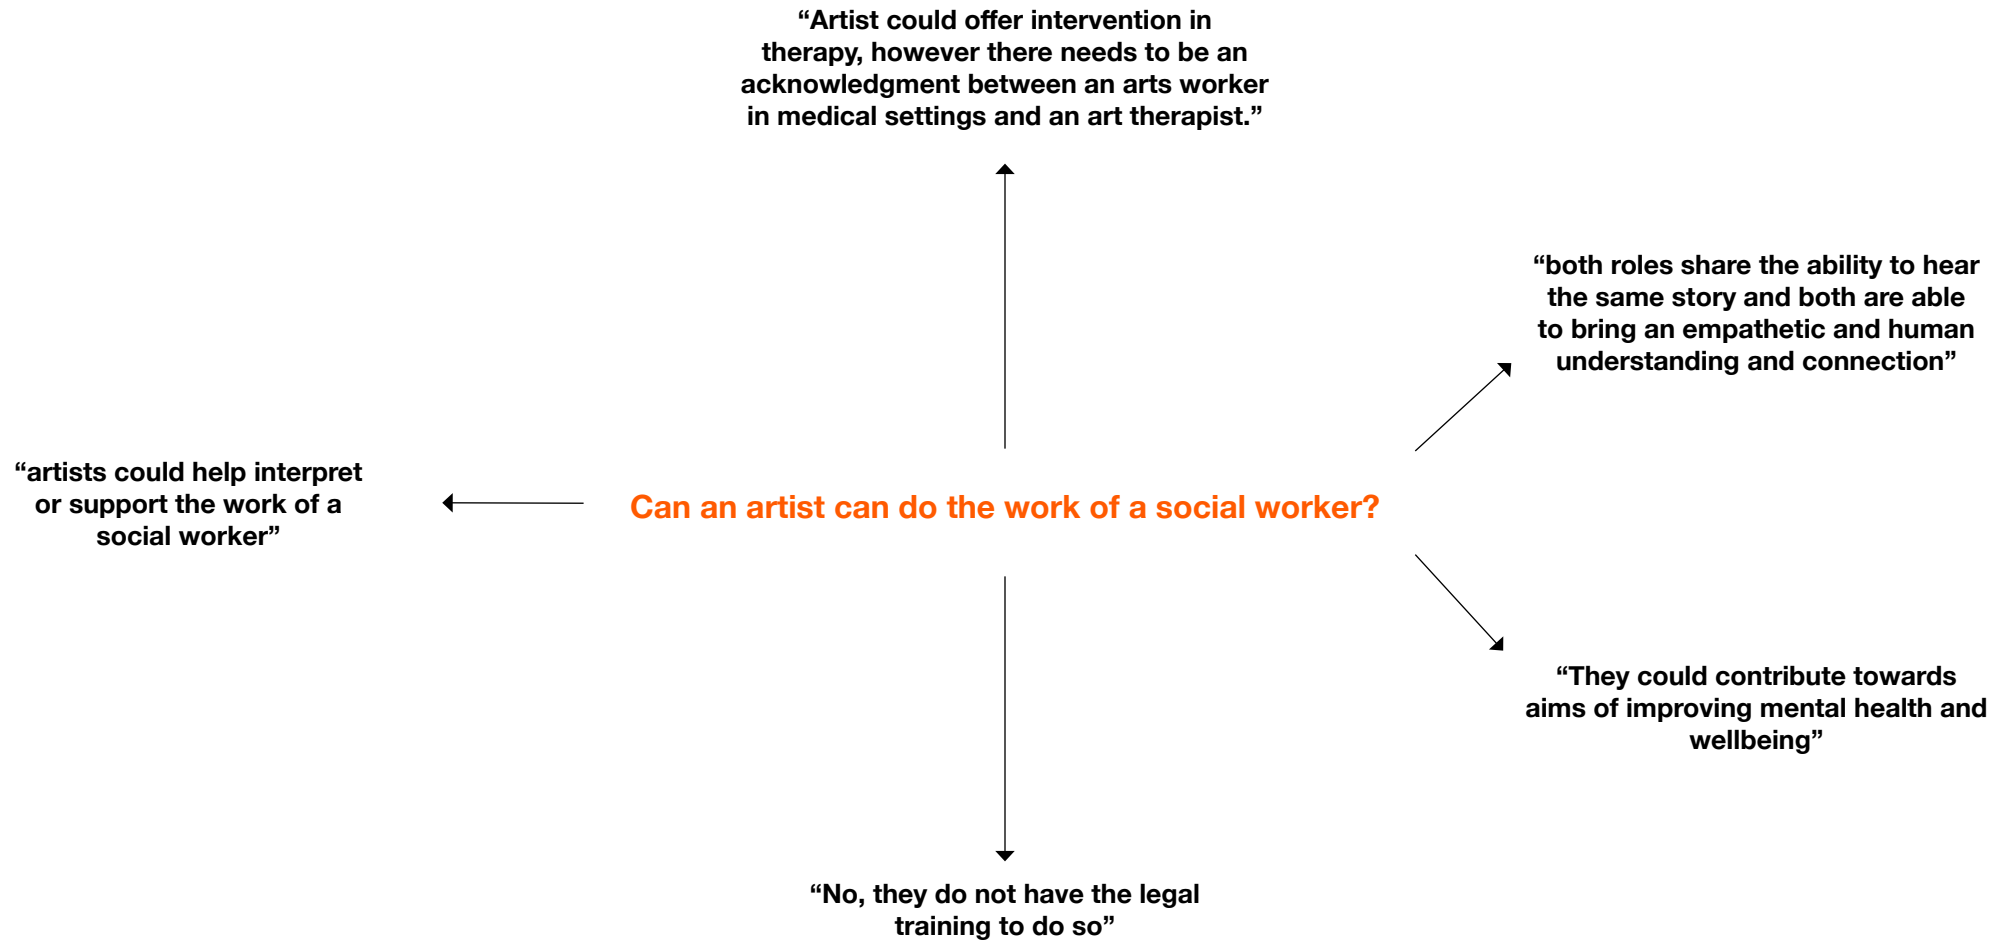 “Artist could offer intervention in
therapy, however there needs to be an
acknowledgment between an arts worker
in medical settings and an art therapist.”
“both roles share the ability to hear
the same story and both are able
to bring an empathetic and human
understanding and connection”
“artists could help interpret
or support the work of a
social worker”
Can an artist can do the work of a social worker?
“They could contribute towards
aims of improving mental health and
wellbeing”
“No, they do not have the legal
training to do so”